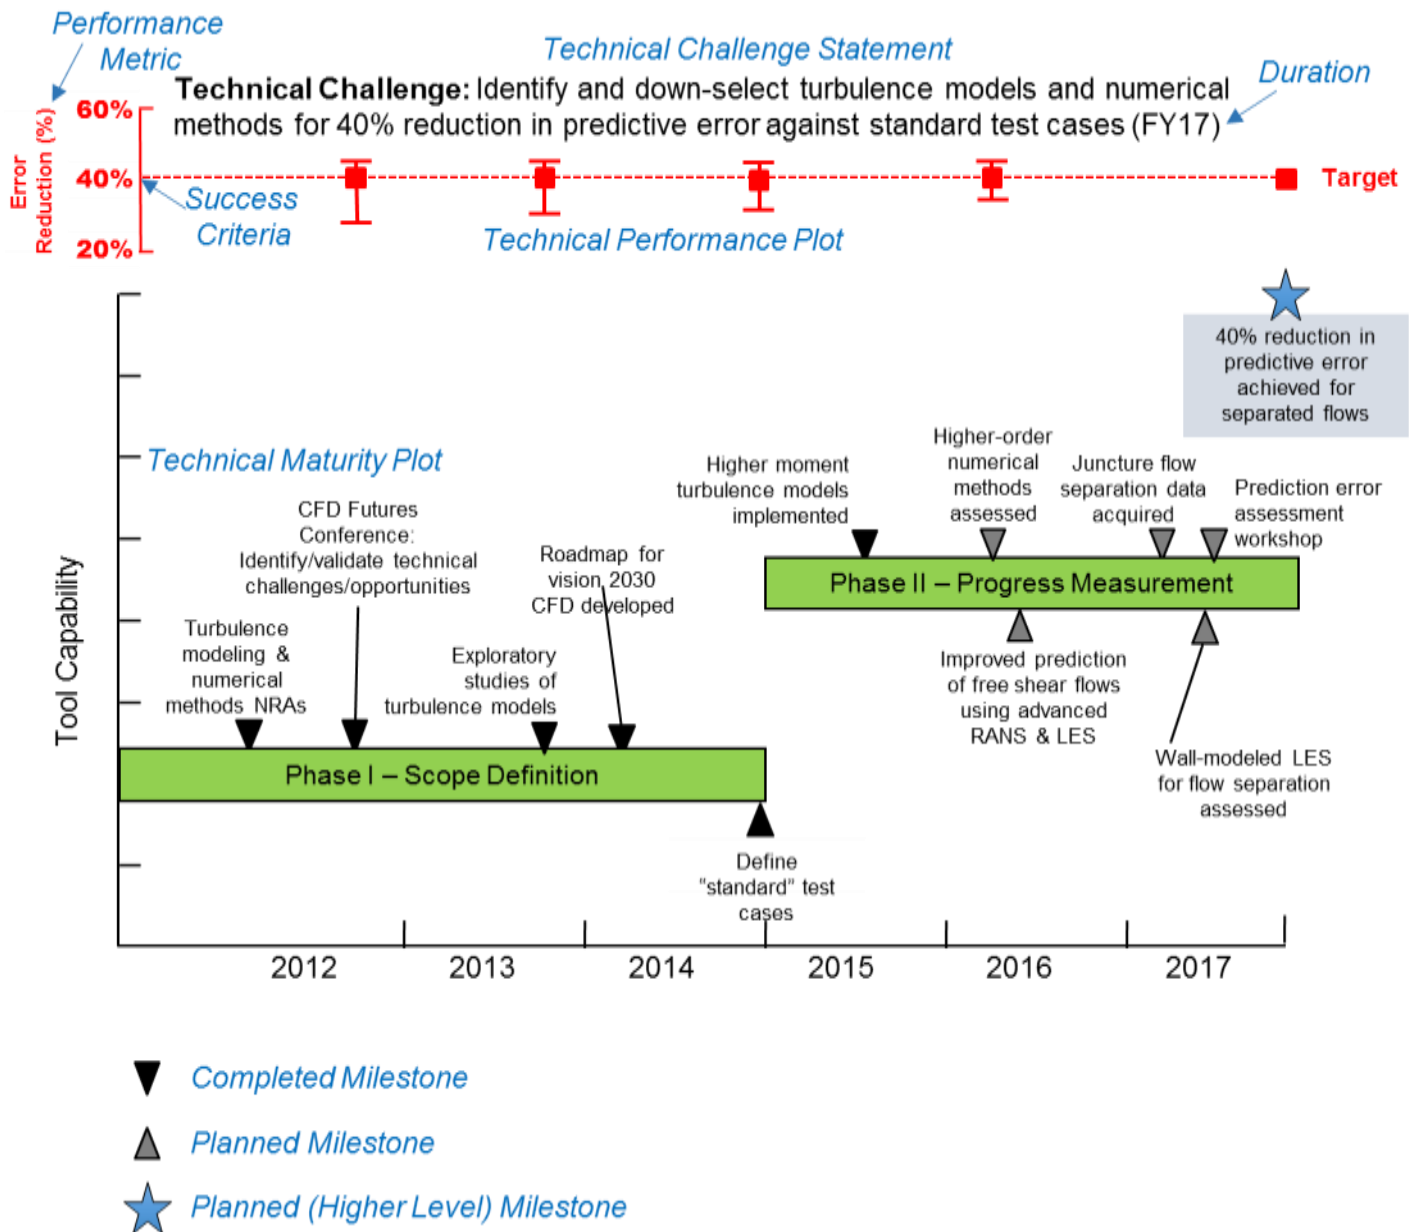 Performance
Metric
Technical Challenge Statement
Duration
Technical Challenge: Identify and down-select turbulence models and numerical
methods for 40% reduction in predictive error against standard test cases (FY17)
Error
Reduction (%)
60%
40%
20%
Target
Success
Criteria
Technical Performance Plot
40% reduction in
predictive error
achieved for
separated flows
Technical Maturity Plot
Tool Capability
Turbulence
modeling &
numerical
methods NRAs
CFD Futures
Conference:
Identify/validate technical
challenges/opportunities
Exploratory
studies of
turbulence models
Roadmap for
vision 2030
CFD developed
Higher moment
turbulence models
implemented
Higher-order
numerical
methods
assessed
Juncture flow
separation data
acquired
Prediction error
assessment
workshop
Phase II – Progress Measurement
Improved prediction
of free shear flows
using advanced
RANS & LES
Wall-modeled LES
for flow separation
assessed
Phase I – Scope Definition
Define
"standard" test
cases
2012
2013
2014
2015
2016
2017
Completed Milestone
Planned Milestone
Planned (Higher Level) Milestone